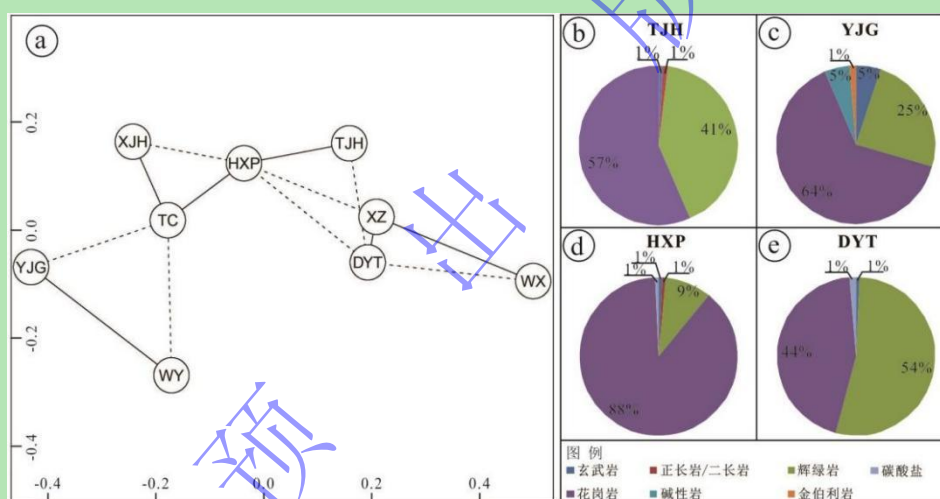 a
0.2
0.0
-0.2
-0.4
-0.4
-0.2
0.0
0.2
0.4
XJH
HXP
TJH
TC
XZ
YJG
DYT
WX
WY
b
TJH
1%
1%
41%
57%
c
YJG
1%
5%
5%
25%
64%
d
HXP
1%
1%
1%
9%
88%
e
DYT
1%
1%
44%
54%
图 例
玄武岩 正长岩/二长岩 辉绿岩 碳酸盐
花岗岩 碱性岩 金伯利岩
预
出